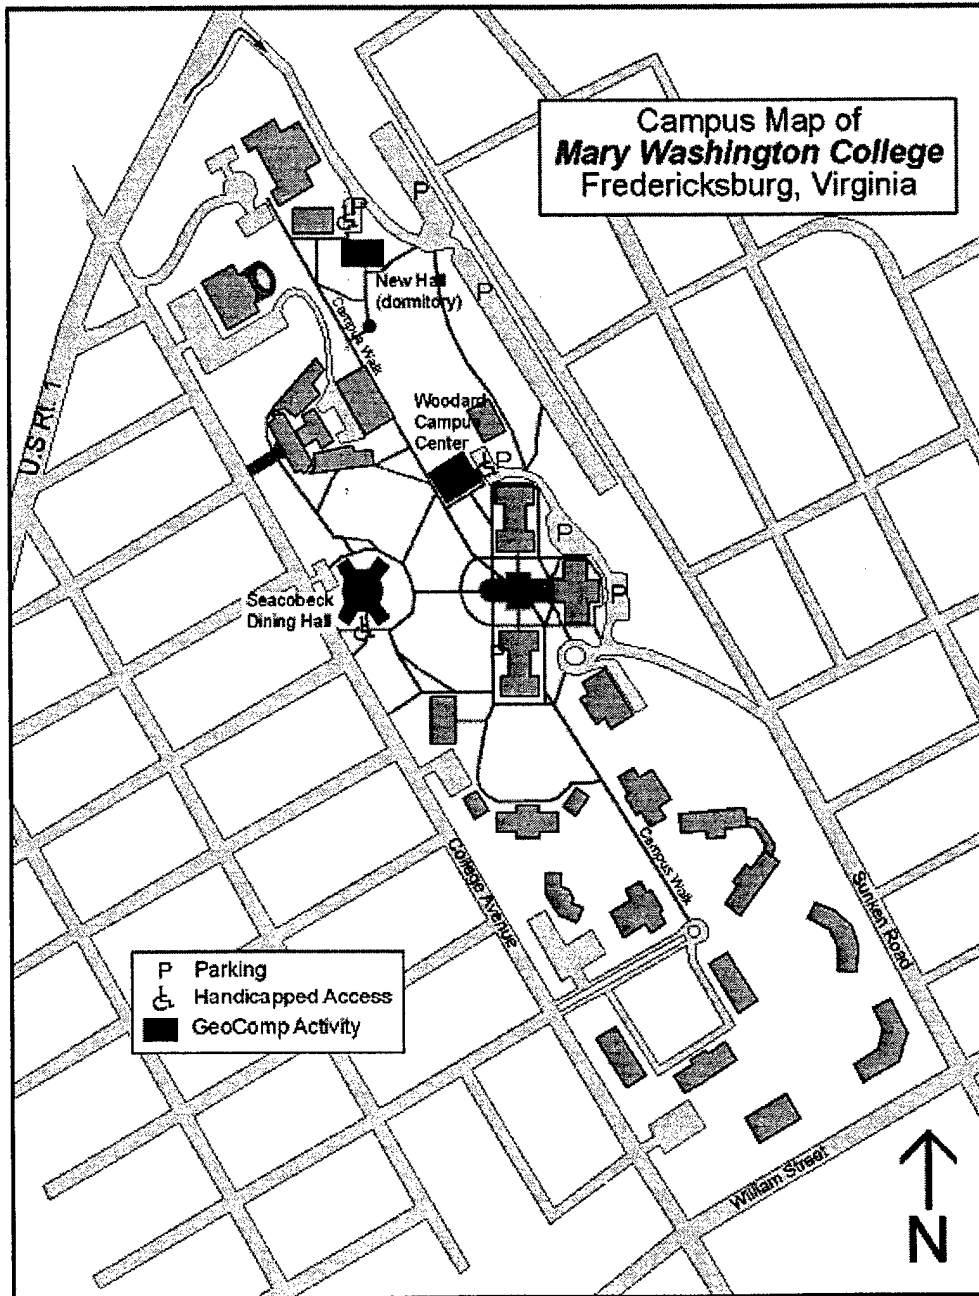 Campus Map of
Mary Washington College
Fredericksburg, Virginia
P
P
New Hall
(dormitory)
P
Campus Walk
U.S Rt. 1
Woodard
Campus
Center
P
P
P
Seacobeck
Dining Hall
College Avenue
Campus Walk
Sunken Road
P Parking
Handicapped Access
GeoComp Activity
William Street
N